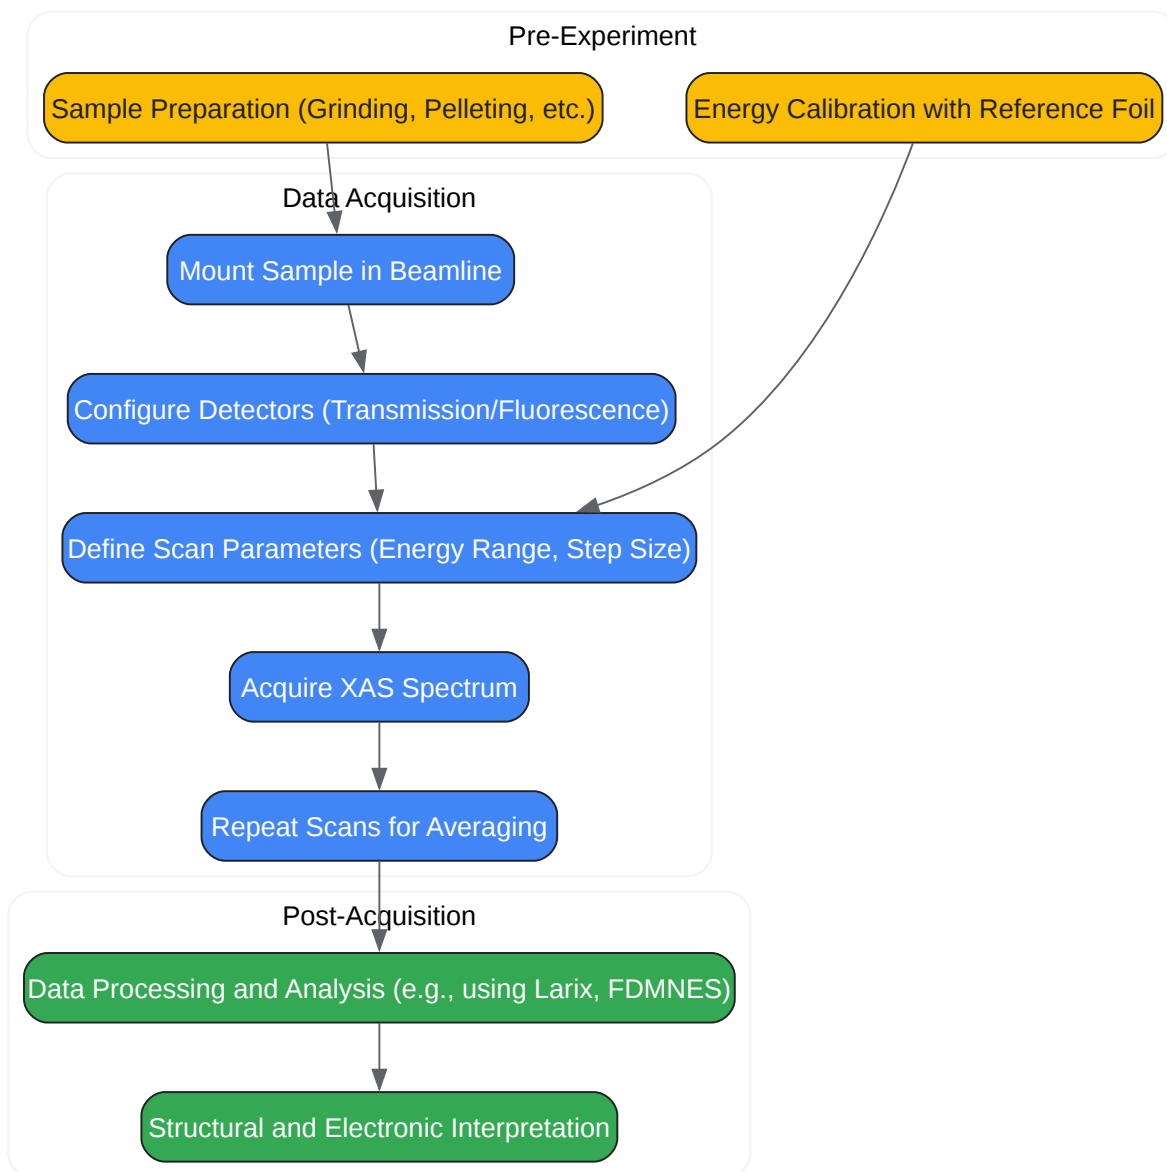 Pre-Experiment
Sample Preparation (Grinding, Pelleting, etc.)
Energy Calibration with Reference Foil
Data Acquisition
Mount Sample in Beamline
Configure Detectors (Transmission/Fluorescence)
Define Scan Parameters (Energy Range, Step Size)
Acquire XAS Spectrum
Repeat Scans for Averaging
Post-Acquisition
Data Processing and Analysis (e.g., using Larix, FDMNES)
Structural and Electronic Interpretation